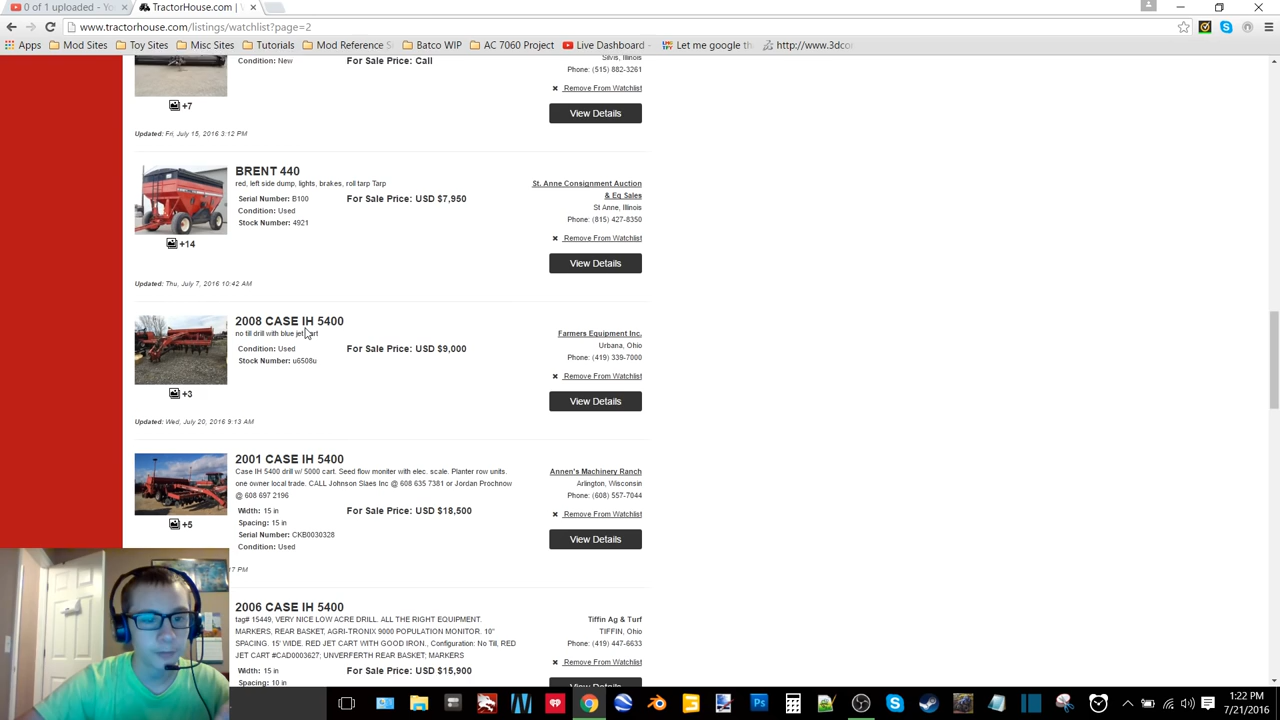 0 of 1 uploaded - Yo
TractorHouse.com | W
www.tractorhouse.com/listings/watchlist?page=2
Apps Mod Sites Toy Sites Misc Sites Tutorials Mod Reference S Batco WIP AC 7060 Project Live Dashboard Let me google th http://www.3dcor
Condition: New
For Sale Price: Call
Silvis, Illinois
Phone: (515) 882-3261
Remove From Watchlist
+7
View Details
Updated: Fri, July 15, 2016 3:12 PM
BRENT 440
red, left side dump, lights, brakes, roll tarp Tarp
Serial Number: B100
For Sale Price: USD $7,950
Condition: Used
Stock Number: 4921
St. Anne Consignment Auction
& Eq Sales
St Anne, Illinois
Phone: (815) 427-8350
Remove From Watchlist
+14
View Details
Updated: Thu, July 7, 2016 10:42 AM
2008 CASE IH 5400
no till drill with blue jet cart
Condition: Used
For Sale Price: USD $9,000
Stock Number: u6508u
Farmers Equipment Inc.
Urbana, Ohio
Phone: (419) 339-7000
Remove From Watchlist
+3
View Details
Updated: Wed, July 20, 2016 9:13 AM
2001 CASE IH 5400
Case IH 5400 drill w/ 5000 cart. Seed flow moniter with elec. scale. Planter row units.
one owner local trade. CALL Johnson Slaes Inc @ 608 635 7381 or Jordan Prochnow
@ 608 697 2196
Width: 15 in
For Sale Price: USD $18,500
Spacing: 15 in
Serial Number: CKB0030328
Condition: Used
Annen's Machinery Ranch
Arlington, Wisconsin
Phone: (608) 557-7044
Remove From Watchlist
+5
View Details
17 PM
2006 CASE IH 5400
tag# 15449, VERY NICE LOW ACRE DRILL. ALL THE RIGHT EQUIPMENT.
MARKERS, REAR BASKET, AGRI-TRONIX 9000 POPULATION MONITOR. 10"
SPACING. 15' WIDE. RED JET CART WITH GOOD IRON., Configuration: No Till, RED
JET CART #CAD0003627; UNVERFERTH REAR BASKET; MARKERS
Width: 15 in
For Sale Price: USD $15,900
Spacing: 10 in
Tiffin Ag & Turf
TIFFIN, Ohio
Phone: (419) 447-6633
Remove From Watchlist
View Details
1:22 PM
7/21/2016